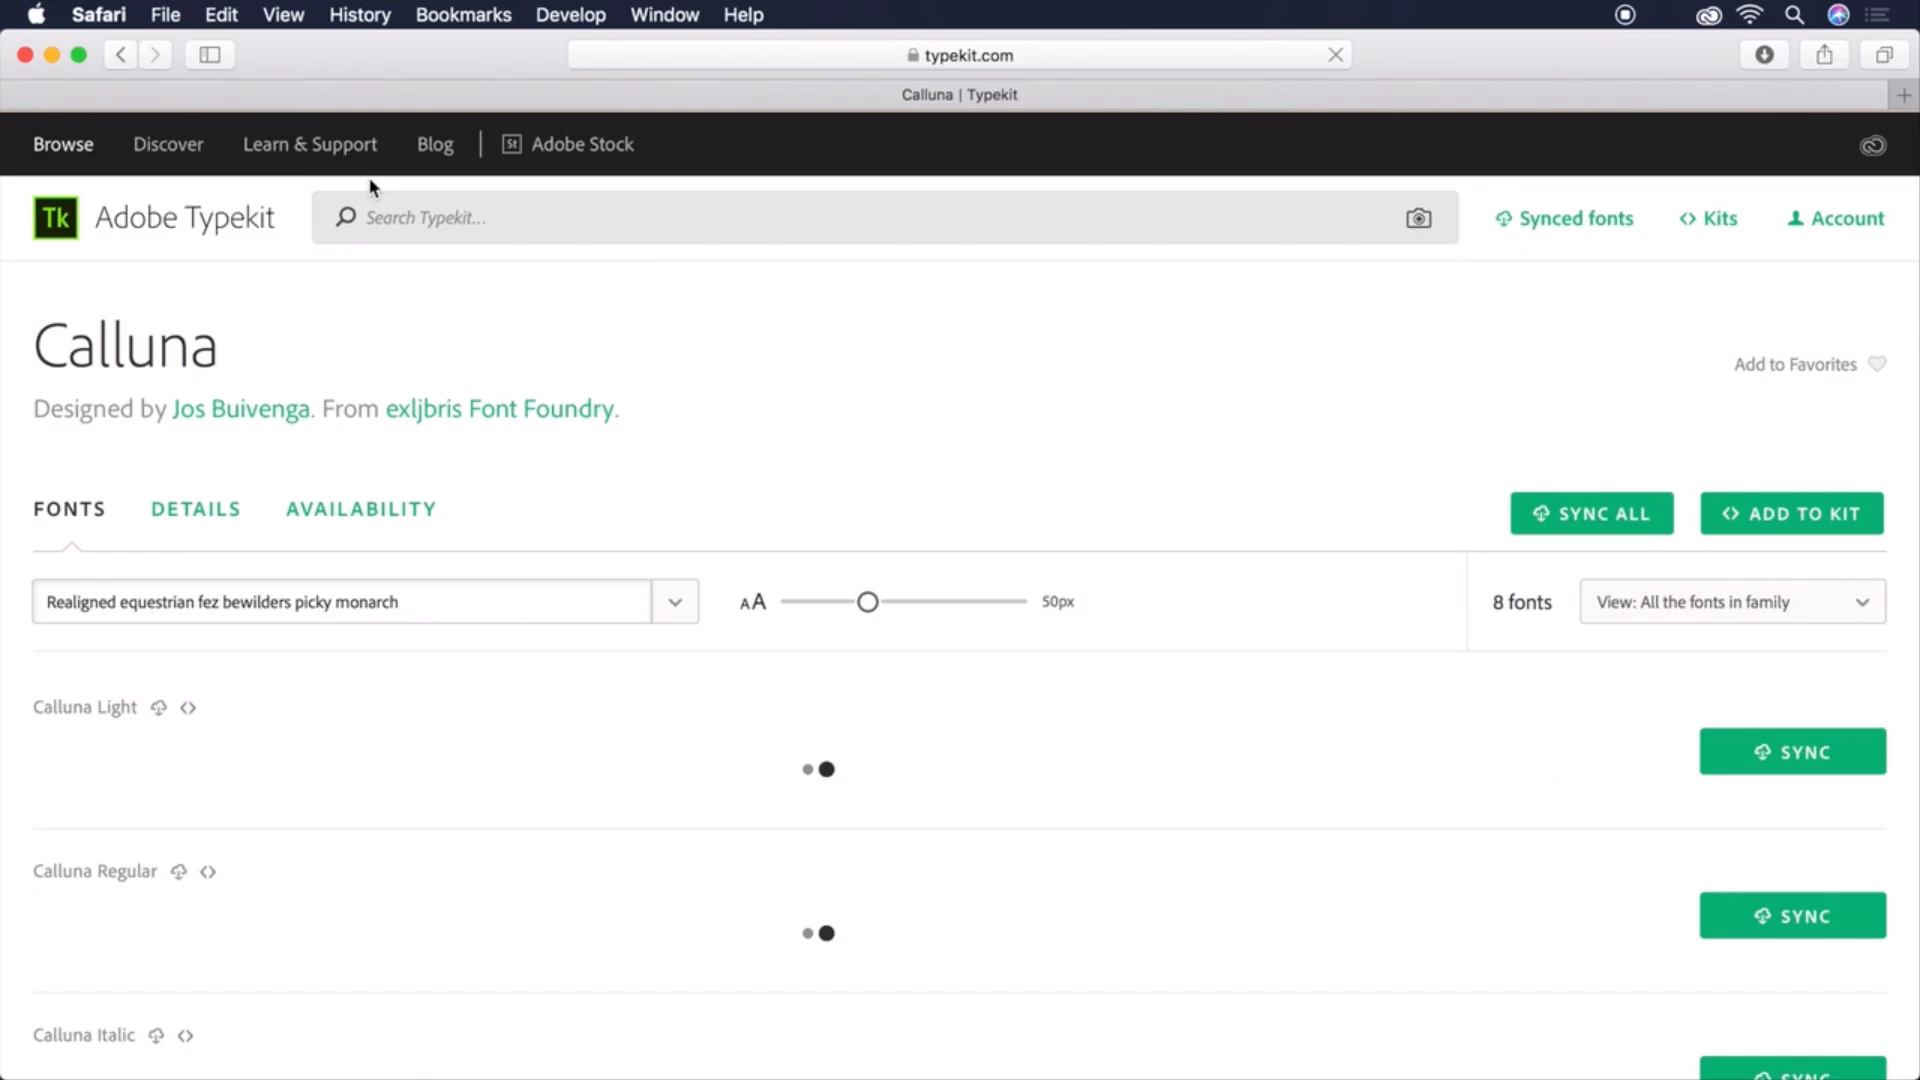 Safari File Edit View History Bookmarks Develop Window Help
typekit.com
Calluna | Typekit
Browse Discover Learn & Support Blog | St Adobe Stock
Tk Adobe Typekit Search Typekit... Synced fonts Kits Account
Calluna
Add to Favorites
Designed by Jos Buivenga. From exljbris Font Foundry.
FONTS DETAILS AVAILABILITY SYNC ALL ADD TO KIT
Realigned equestrian fez bewilders picky monarch AA 50px 8 fonts View: All the fonts in family
Calluna Light
SYNC
Calluna Regular
SYNC
Calluna Italic
SYNC